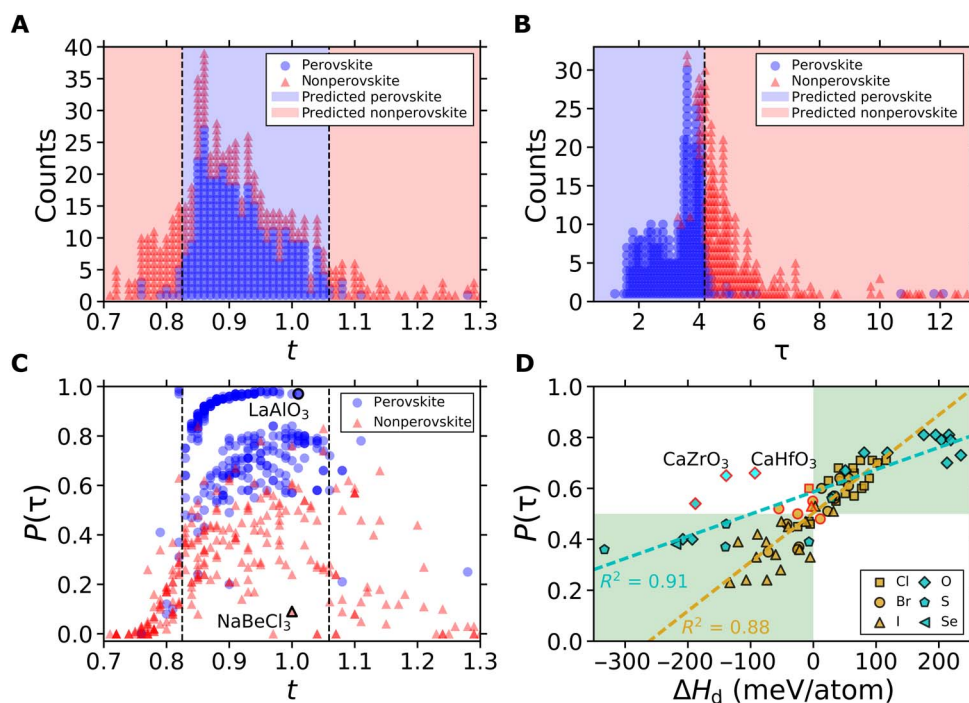 A
40
35
30
25
20
15
10
5
0
Counts
Perovskite
Nonperovskite
Predicted perovskite
Predicted nonperovskite
0.7 0.8 0.9 1.0 1.1 1.2 1.3
t
B
30
25
20
15
10
5
0
Counts
Perovskite
Nonperovskite
Predicted perovskite
Predicted nonperovskite
2 4 6 8 10 12
τ
C
1.0
0.8
0.6
0.4
0.2
0.0
P(τ)
LaAlO₃
Perovskite
Nonperovskite
NaBeCl₃
0.7 0.8 0.9 1.0 1.1 1.2 1.3
t
D
1.0
0.8
0.6
0.4
0.2
0.0
P(τ)
CaZrO₃ CaHfO₃
R² = 0.91
R² = 0.88
Cl O
Br S
I Se
−300 −200 −100 0 100 200
ΔH_d (meV/atom)